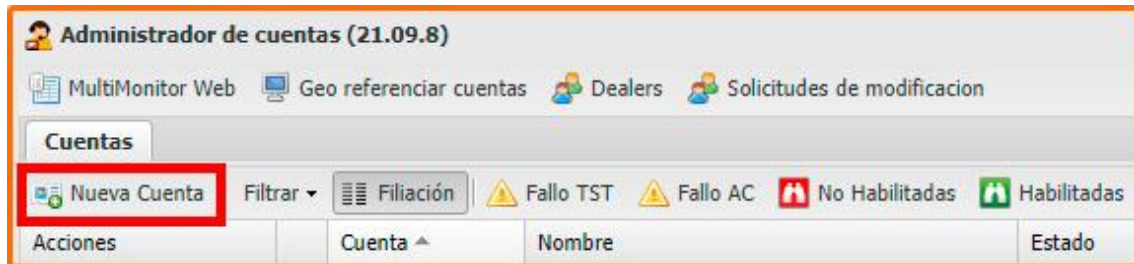 Administrador de cuentas (21.09.8)
MultiMonitor Web Geo referenciar cuentas Dealers Solicitudes de modificacion
Cuentas
Nueva Cuenta Filtrar Filiación Fallo TST Fallo AC No Habilitadas Habilitadas
Acciones Cuenta Nombre Estado